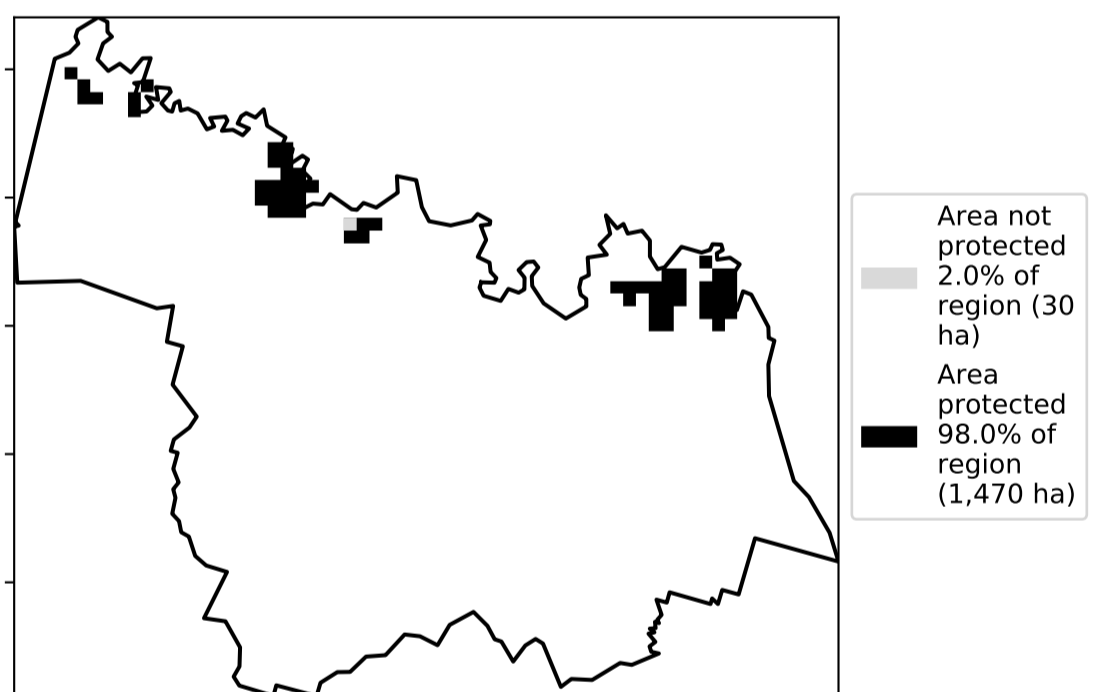 Area not
protected
2.0% of
region (30
ha)
Area
protected
98.0% of
region
(1,470 ha)